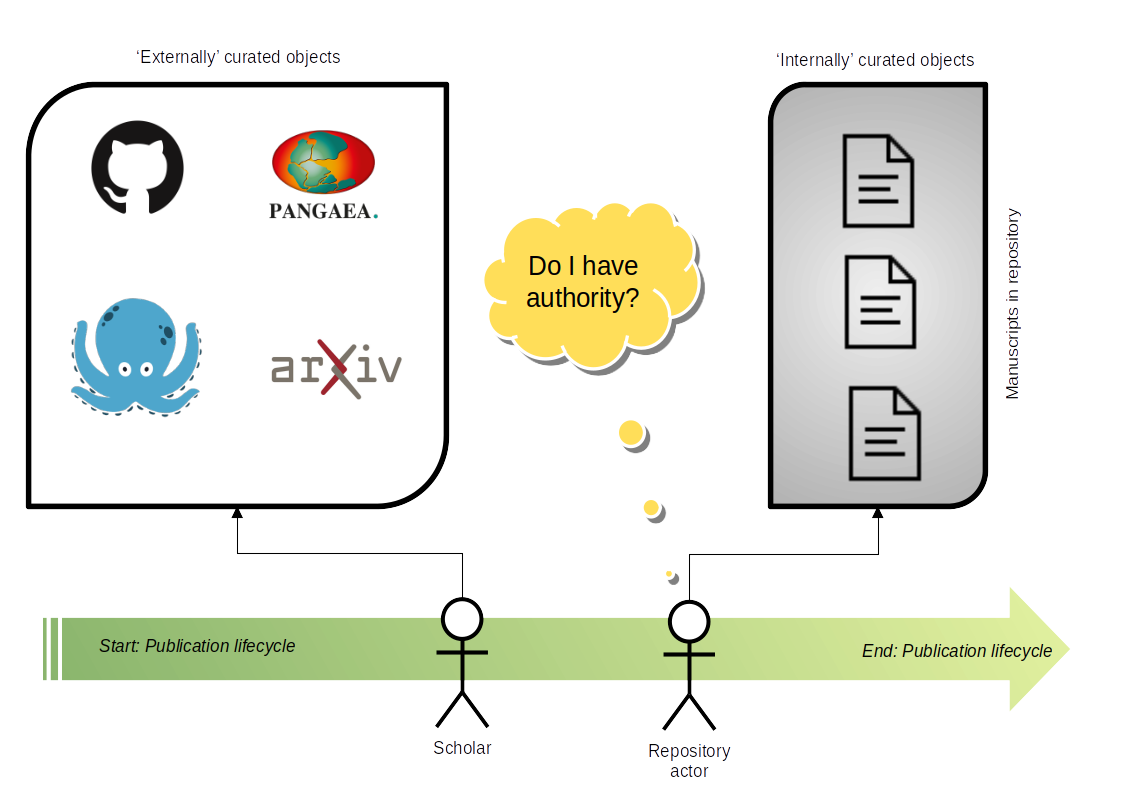 ‘Externally’ curated objects
‘Internally’ curated objects
PANGAEA.
arXiv
Do I have
authority?
Manuscripts in repository
Start: Publication lifecycle
End: Publication lifecycle
Scholar
Repository
actor